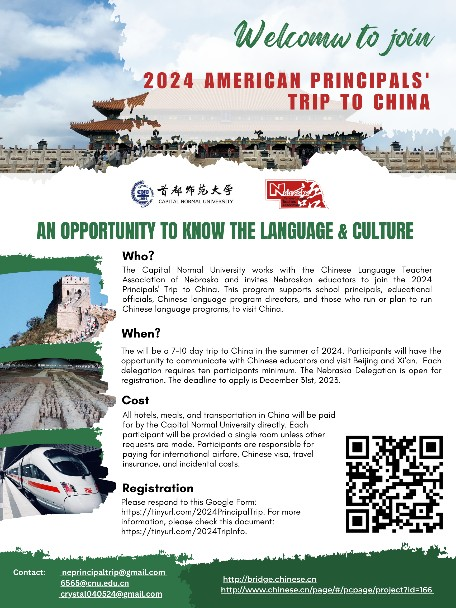 Welcomw to join
2024 AMERICAN PRINCIPALS'
TRIP TO CHINA
首都师范大学
CAPITAL NORMAL UNIVERSITY
AN OPPORTUNITY TO KNOW THE LANGUAGE & CULTURE
Who?
The Capital Normal University works with the Chinese Language Teacher
Association of Nebraska and invites Nebraskan educators to join the 2024
Principals' Trip to China. This program supports school principals, educational
officials, Chinese language program directors, and those who run or plan to run
Chinese language programs, to visit China.
When?
The will be a 7-10 day trip to China in the summer of 2024. Participants will have the
opportunity to communicate with Chinese educators and visit Beijing and Xi'an. Each
delegation requires ten participants minimum. The Nebraska Delegation is open for
registration. The deadline to apply is December 31st, 2023.
Cost
All hotels, meals, and transportation in China will be paid
for by the Capital Normal University directly. Each
participant will be provided a single room unless other
requests are made. Participants are responsible for
paying for international airfare, Chinese visa, travel
insurance, and incidental costs.
Registration
Please respond to this Google Form:
https://tinyurl.com/2024PrincipalTrip. For more
information, please check this document:
https://tinyurl.com/2024TripInfo.
Contact: neprincipaltrip@gmail.com
6565@cnu.edu.cn
crystal040524@gmail.com
http://bridge.chinese.cn
http://www.chinese.cn/page/#/pcpage/project?id=166